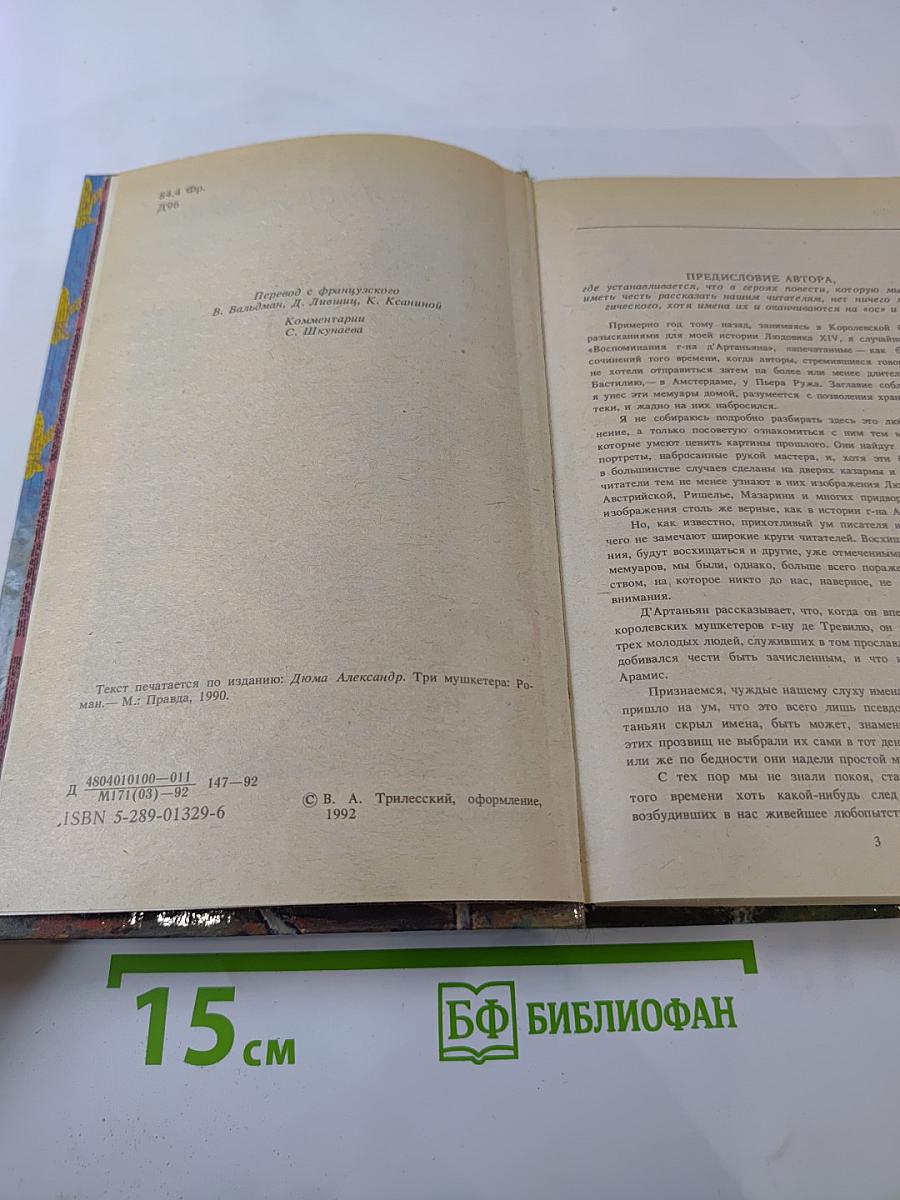 84.4 Фр.
Д96
Перевод с французского
В. Вальдман, Д. Лившиц, К. Ксаниной
Комментарии
С. Шкунаева
Текст печатается по изданию: Дюма Александр. Три мушкетера: Ро-
ман.— М.: Правда, 1990.
Д 4804010100—011 147—92
М171(03)—92
ISBN 5-289-01329-6
© В. А. Трилесский, оформление,
1992
ПРЕДИСЛОВИЕ АВТОРА,
где устанавливается, что в героях повести, которую мы
иметь честь рассказать нашим читателям, нет ничего
гического, хотя имена их и оканчиваются на «ос» и
Примерно год тому назад, занимаясь в Королевской
разысканиями для моей истории Людовика XIV, я случайно
«Воспоминания г-на д'Артаньяна», напечатанные — как
сочинений того времени, когда авторы, стремившиеся
не хотели отправиться затем на более или менее
Бастилию,— в Амстердаме, у Пьера Ружа. Заглавие
я унес эти мемуары домой, разумеется с позволения
теки, и жадно на них набросился.
Я не собираюсь подробно разбирать здесь это
нение, а только посоветую ознакомиться с ним тем
которые умеют ценить картины прошлого. Они найдут
портреты, набросанные рукой мастера, и, хотя эти
в большинстве случаев сделаны на дверях казармы и
читатели тем не менее узнают в них изображения
Австрийской, Ришелье, Мазарини и многих
изображения столь же верные, как в истории г-на
Но, как известно, прихотливый ум писателя
чего не замечают широкие круги читателей.
ния, будут восхищаться и другие, уже отмеченные
мемуаров, мы были, однако, больше всего
ством, на которое никто до нас, наверное, не
внимания.
Д'Артаньян рассказывает, что, когда он
королевских мушкетеров г-ну де Тревилю, он
трех молодых людей, служивших в том
добивался чести быть зачисленным, и что
Арамис.
Признаемся, чуждые нашему слуху имена
пришло на ум, что это всего лишь
таньян скрыл имена, быть может,
этих прозвищ не выбрали их сами в тот
или же по бедности они надели простой
С тех пор мы не знали покоя,
того времени хоть какой-нибудь след
возбудивших в нас живейшее
3
15 см
БФ БИБЛИОФАН